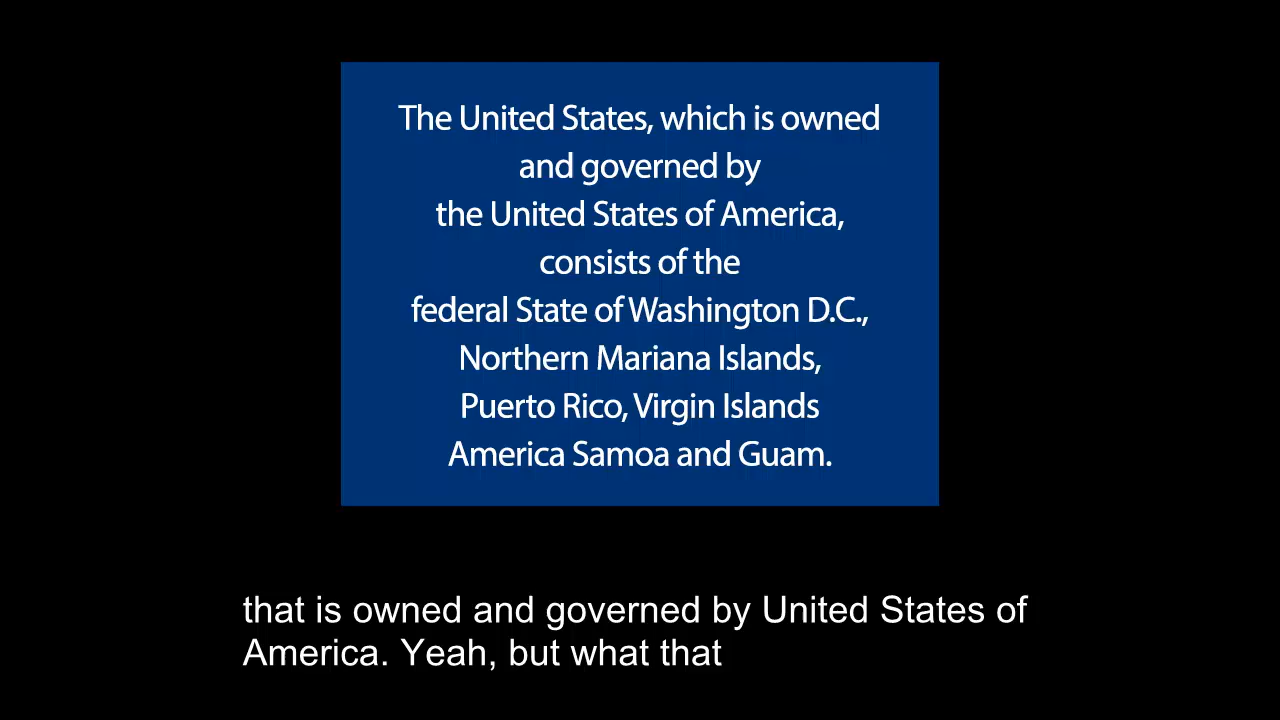 The United States, which is owned
and governed by
the United States of America,
consists of the
federal State of Washington D.C.,
Northern Mariana Islands,
Puerto Rico, Virgin Islands
America Samoa and Guam.
that is owned and governed by United States of
America. Yeah, but what that